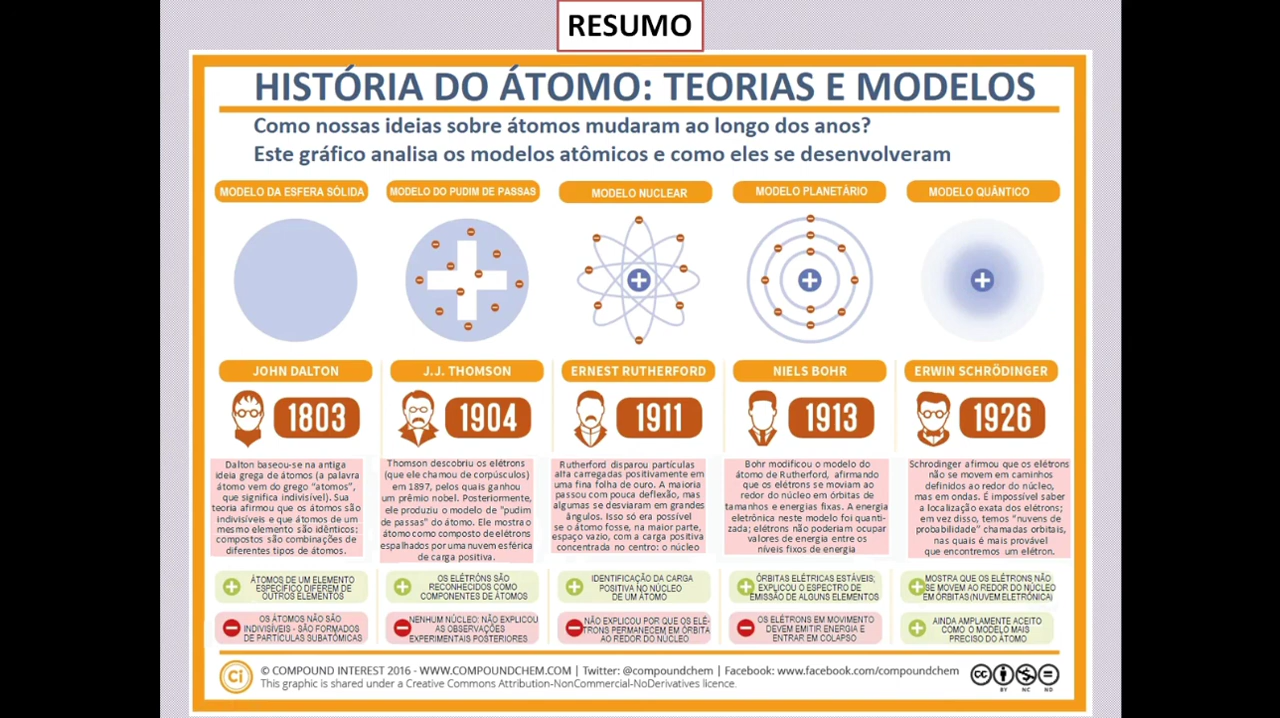 RESUMO
HISTÓRIA DO ÁTOMO: TEORIAS E MODELOS
Como nossas ideias sobre átomos mudaram ao longo dos anos?
Este gráfico analisa os modelos atômicos e como eles se desenvolveram
MODELO DA ESFERA SÓLIDA
MODELO DO PUDIM DE PASSAS
MODELO NUCLEAR
MODELO PLANETÁRIO
MODELO QUÂNTICO
JOHN DALTON
J.J. THOMSON
ERNEST RUTHERFORD
NIELS BOHR
ERWIN SCHRÖDINGER
1803
1904
1911
1913
1926
Dalton baseou-se na antiga
ideia grega de átomos (a palavra
átomo vem do grego “atomos”,
que significa indivisível). Sua
teoria afirmou que os átomos são
indivisíveis e que átomos de um
mesmo elemento são idênticos:
compostos são combinações de
diferentes tipos de átomos.
Thomson descobriu os elétrons
(que ele chamou de corpúsculos)
em 1897, pelos quais ganhou
um prêmio nobel. Posteriormente,
ele produziu o modelo de "pudim
de passas" do átomo. Ele mostra o
átomo como composto de elétrons
espalhados por uma nuvem esférica
de carga positiva.
Rutherford disparou partículas
alfa carregadas positivamente em
uma fina folha de ouro. A maioria
passou com pouca deflexão, mas
algumas se desviaram em grandes
ângulos. Isso só era possível
se o átomo fosse, na maior parte,
espaço vazio, com a carga positiva
concentrada no centro: o núcleo
Bohr modificou o modelo do
átomo de Rutherford, afirmando
que os elétrons se moviam ao
redor do núcleo em órbitas de
tamanhos e energias fixas. A energia
eletrônica neste modelo foi quanti-
zada; elétrons não poderiam ocupar
valores de energia entre os
níveis fixos de energia
Schrodinger afirmou que os elétrons
não se movem em caminhos
definidos ao redor do núcleo,
mas em ondas. É impossível saber
a localização exata dos elétrons;
em vez disso, temos “nuvens de
probabilidade” chamadas orbitais,
nas quais é mais provável
que encontremos um elétron.
ÁTOMOS DE UM ELEMENTO
ESPECÍFICO DIFEREM DE
OUTROS ELEMENTOS
OS ELÉTRÓNS SÃO
RECONHECIDOS COMO
COMPONENTES DE ÁTOMOS
IDENTIFICAÇÃO DA CARGA
POSITIVA NO NÚCLEO
DE UM ÁTOMO
ÓRBITAS ELÉTRICAS ESTÁVEIS;
EXPLICOU O ESPECTRO DE
EMISSÃO DE ALGUNS ELEMENTOS
MOSTRA QUE OS ELÉTRONS NÃO
SE MOVEM AO REDOR DO NÚCLEO
EM ÓRBITAS (NUVEM ELETRÔNICA)
OS ÁTOMOS NÃO SÃO
INDIVISÍVEIS - SÃO FORMADOS
DE PARTÍCULAS SUBATÔMICAS
NENHUM NÚCLEO: NÃO EXPLICOU
AS OBSERVAÇÕES
EXPERIMENTAIS POSTERIORES
NÃO EXPLICOU POR QUE OS ELÉ-
TRONS PERMANECEM EM ÓRBITA
AO REDOR DO NÚCLEO
OS ELÉTRONS EM MOVIMENTO
DEVEM EMITIR ENERGIA E
ENTRAR EM COLAPSO
AINDA AMPLAMENTE ACEITO
COMO O MODELO MAIS
PRECISO DO ÁTOMO
Ci
© COMPOUND INTEREST 2016 - WWW.COMPOUNDCHEM.COM | Twitter: @compoundchem | Facebook: www.facebook.com/compoundchem
This graphic is shared under a Creative Commons Attribution-NonCommercial-NoDerivatives licence.
cc
BY NC ND